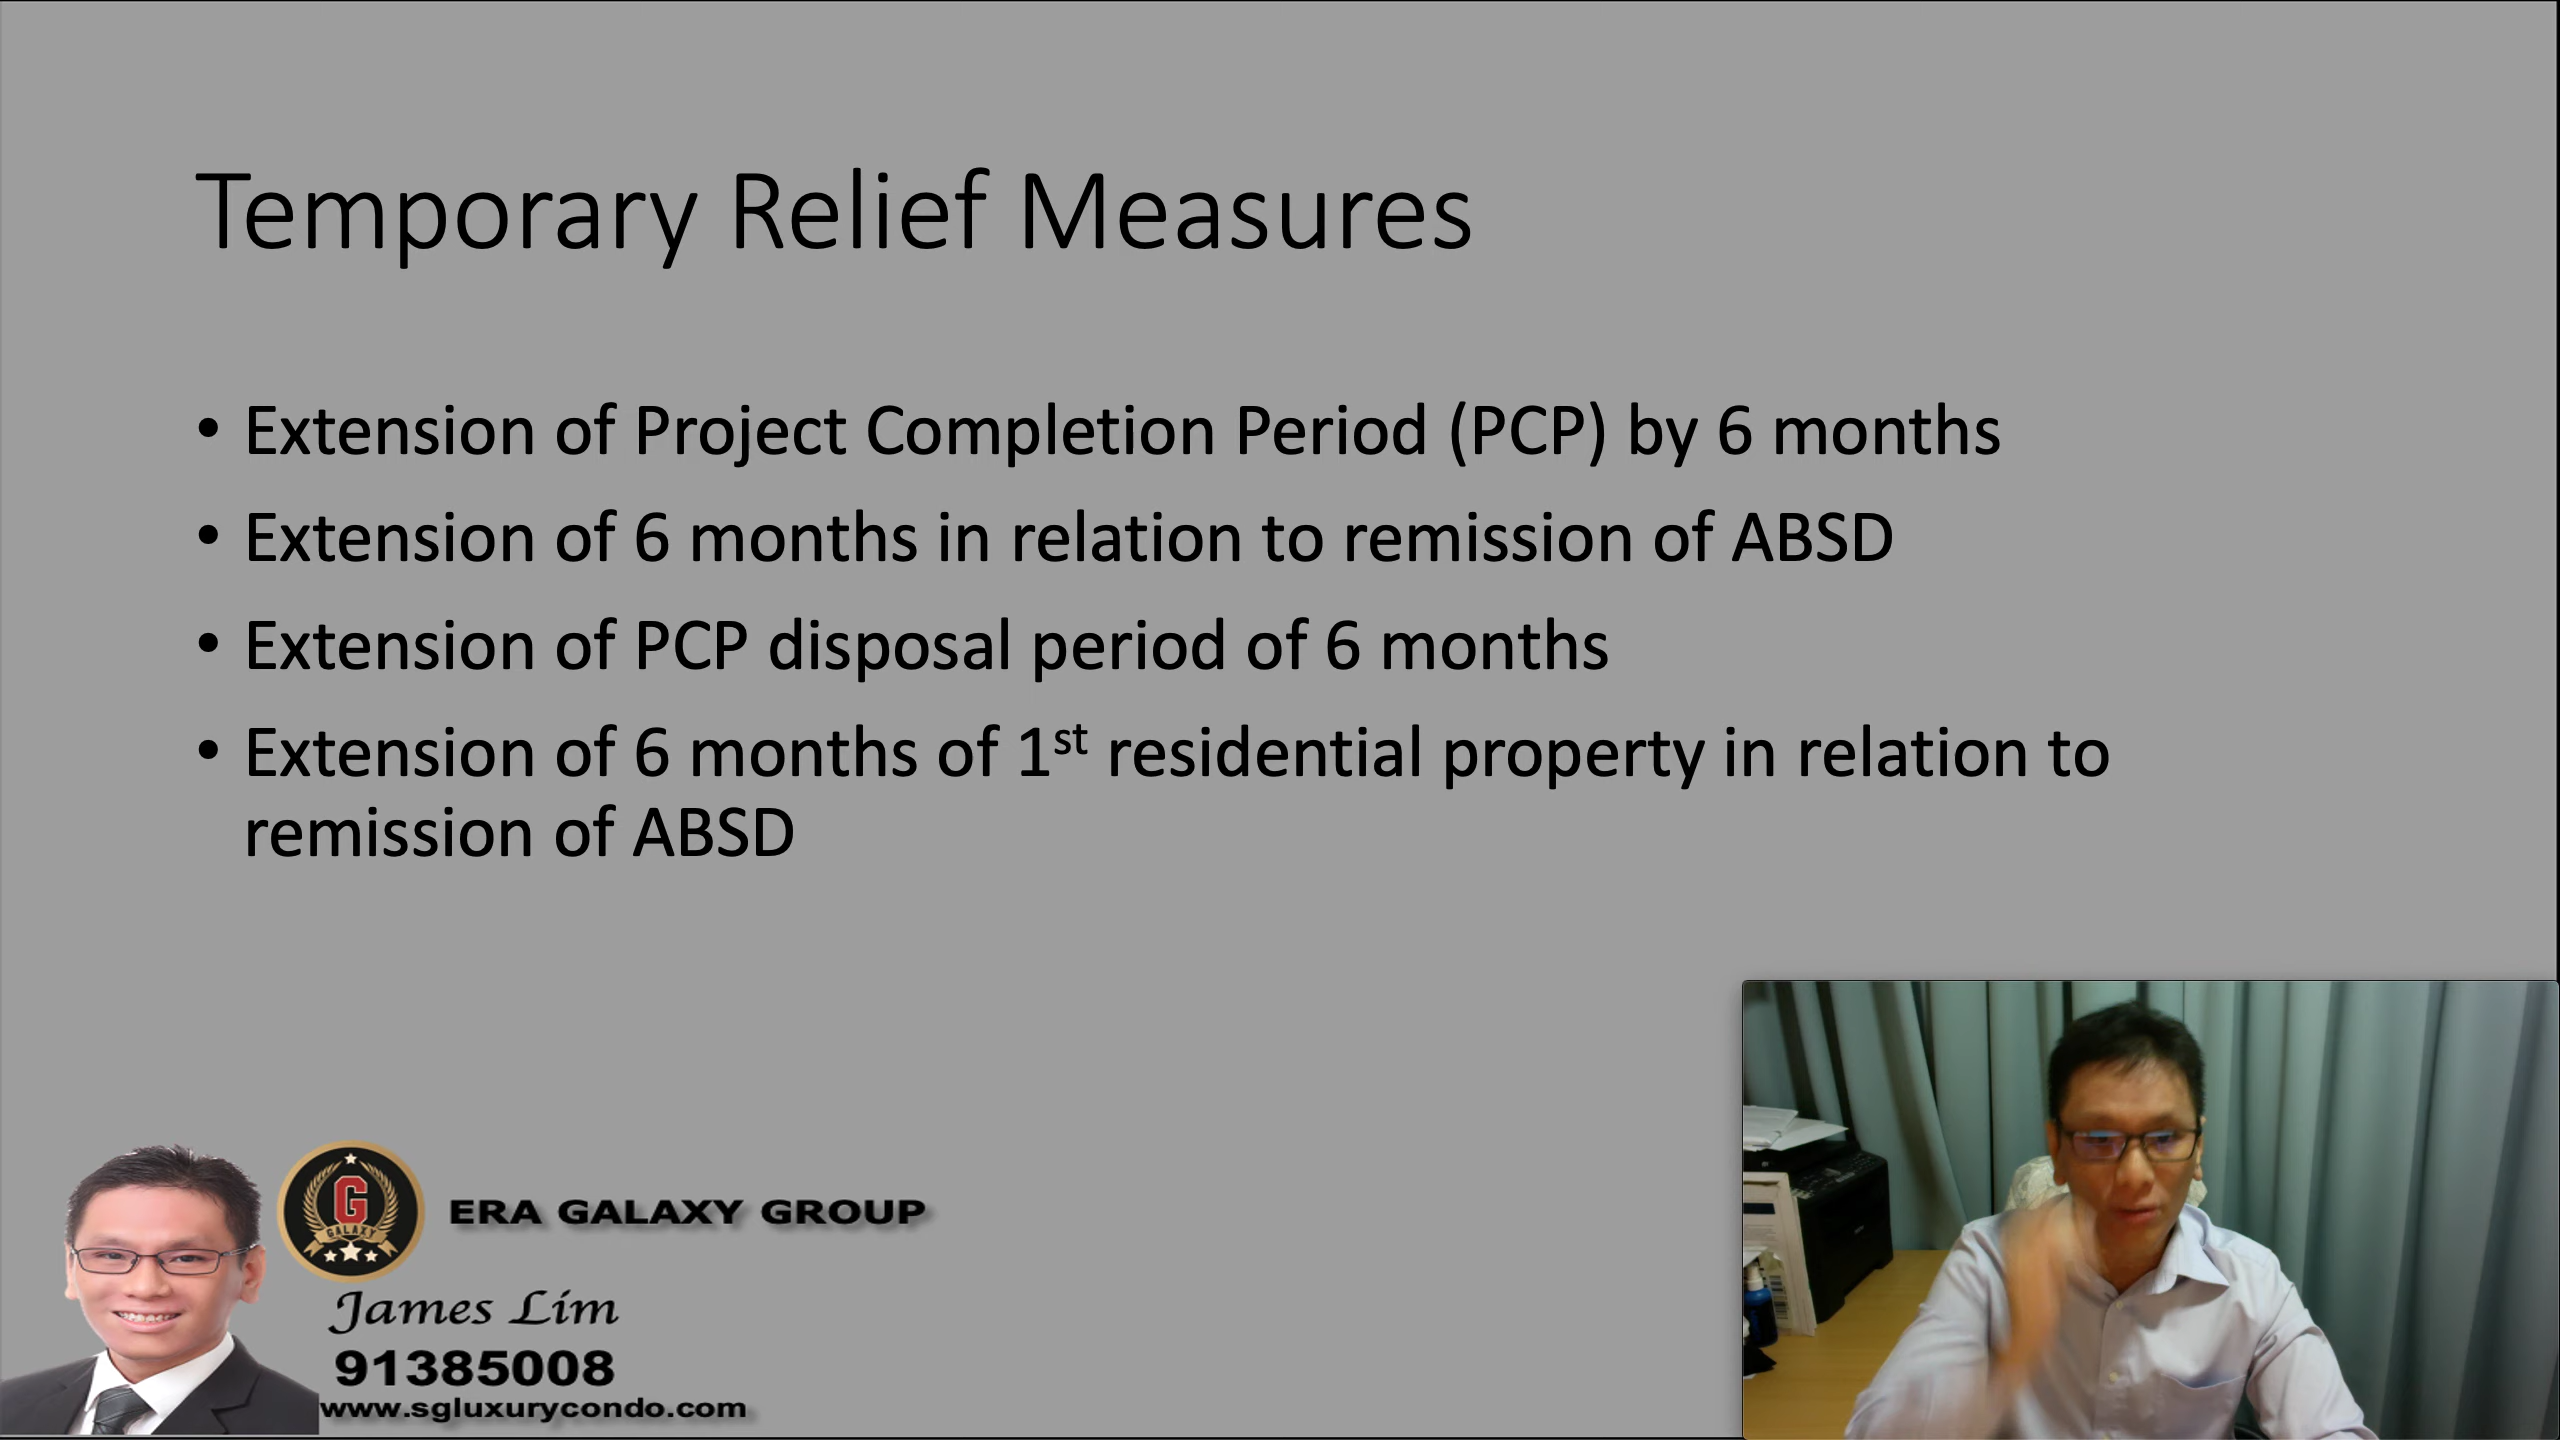 Temporary Relief Measures
• Extension of Project Completion Period (PCP) by 6 months
• Extension of 6 months in relation to remission of ABSD
• Extension of PCP disposal period of 6 months
• Extension of 6 months of 1st residential property in relation to
remission of ABSD
G
GALAXY
ERA GALAXY GROUP
James Lim
91385008
www.sgluxurycondo.com